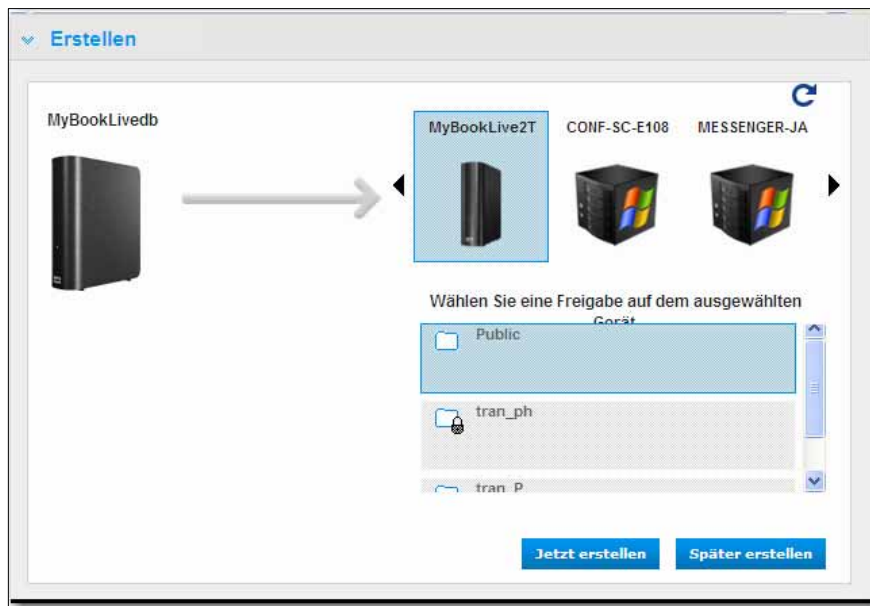 Erstellen
MyBookLivedb
MyBookLive2T
CONF-SC-E108
MESSENGER-JA
Wählen Sie eine Freigabe auf dem ausgewählten
Gerät
Public
tran_ph
tran_P
Jetzt erstellen
Später erstellen